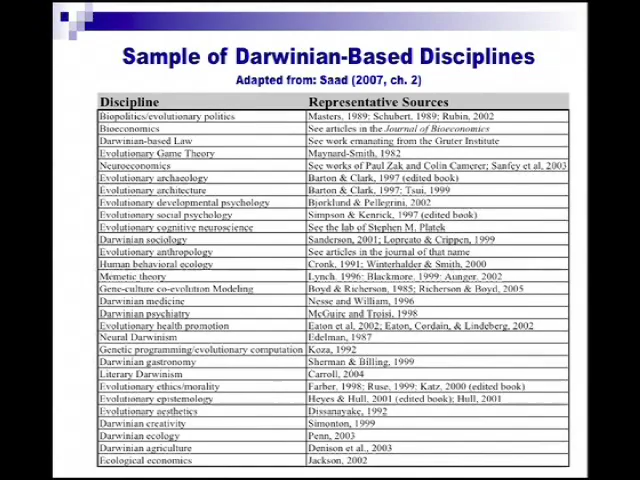 Sample of Darwinian-Based Disciplines
Adapted from: Saad (2007, ch. 2)
Discipline Representative Sources
Biopolitics/evolutionary politics Masters, 1989; Schubert, 1989; Rubin, 2002
Bioeconomics See articles in the Journal of Bioeconomics
Darwinian-based Law See work emanating from the Gruter Institute
Evolutionary Game Theory Maynard-Smith, 1982
Neuroeconomics See works of Paul Zak and Colin Camerer; Sanfey et al, 2003
Evolutionary archaeology Barton & Clark, 1997 (edited book)
Evolutionary architecture Barton & Clark, 1997; Tsui, 1999
Evolutionary developmental psychology Bjorklund & Pellegrini, 2002
Evolutionary social psychology Simpson & Kenrick, 1997 (edited book)
Evolutionary cognitive neuroscience See the lab of Stephen M. Platek
Darwinian sociology Sanderson, 2001; Lopreato & Crippen, 1999
Evolutionary anthropology See articles in the journal of that name
Human behavioral ecology Cronk, 1991; Winterhalder & Smith, 2000
Memetic theory Lynch, 1996; Blackmore, 1999; Aunger, 2002
Gene-culture co-evolution Modeling Boyd & Richerson, 1985; Richerson & Boyd, 2005
Darwinian medicine Nesse and William, 1996
Darwinian psychiatry McGuire and Troisi, 1998
Evolutionary health promotion Eaton et al, 2002; Eaton, Cordain, & Lindeberg, 2002
Neural Darwinism Edelman, 1987
Genetic programming/evolutionary computation Koza, 1992
Darwinian gastronomy Sherman & Billing, 1999
Literary Darwinism Carroll, 2004
Evolutionary ethics/morality Farber, 1998; Ruse, 1999; Katz, 2000 (edited book)
Evolutionary epistemology Heyes & Hull, 2001 (edited book); Hull, 2001
Evolutionary aesthetics Dissanayake, 1992
Darwinian creativity Simonton, 1999
Darwinian ecology Penn, 2003
Darwinian agriculture Denison et al., 2003
Ecological economics Jackson, 2002